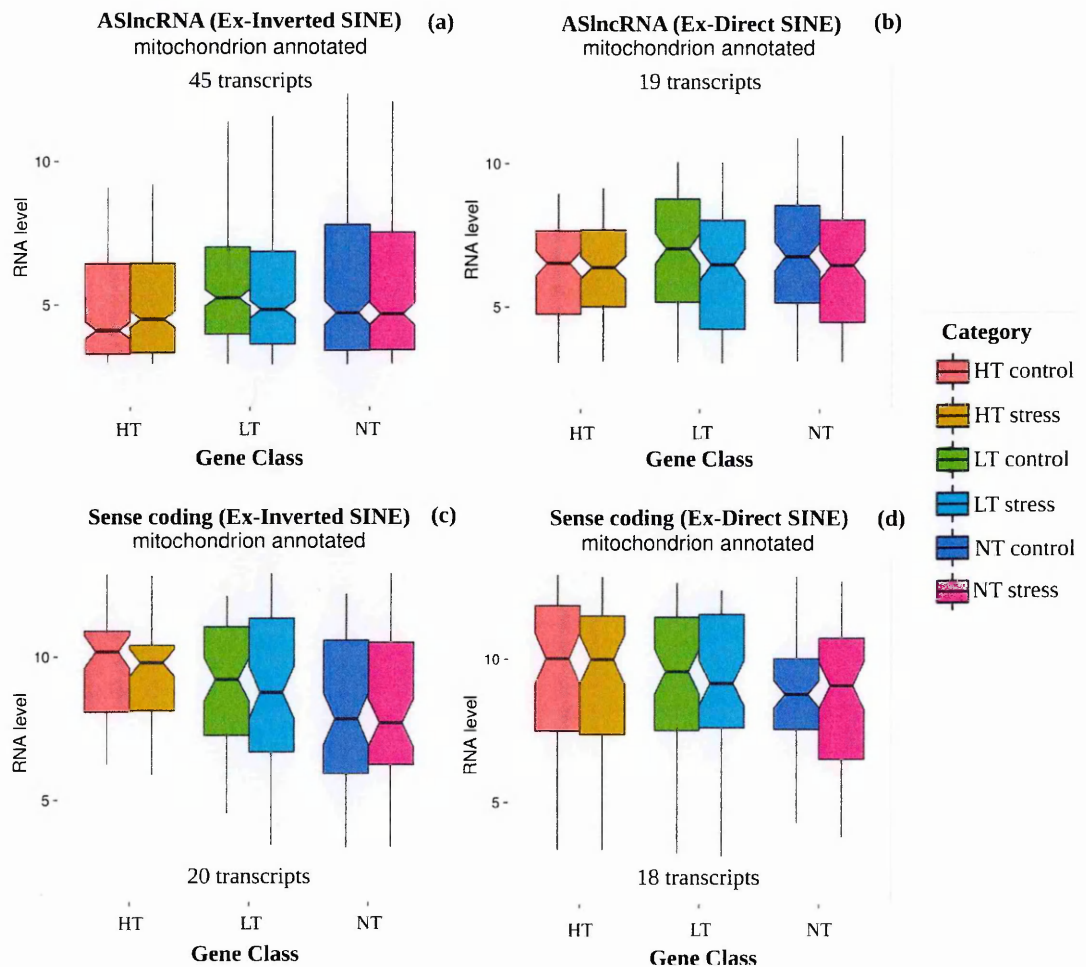 ASlncRNA (Ex-Inverted SINE) (a)
mitochondrion annotated
45 transcripts
10 -
5 -
RNA level
HT LT NT
Gene Class
ASlncRNA (Ex-Direct SINE) (b)
mitochondrion annotated
19 transcripts
10 -
5 -
RNA level
HT LT NT
Gene Class
Sense coding (Ex-Inverted SINE) (c)
mitochondrion annotated
10 -
5 -
RNA level
20 transcripts
HT LT NT
Gene Class
Sense coding (Ex-Direct SINE) (d)
mitochondrion annotated
10 -
5 -
RNA level
18 transcripts
HT LT NT
Gene Class
Category
HT control
HT stress
LT control
LT stress
NT control
NT stress